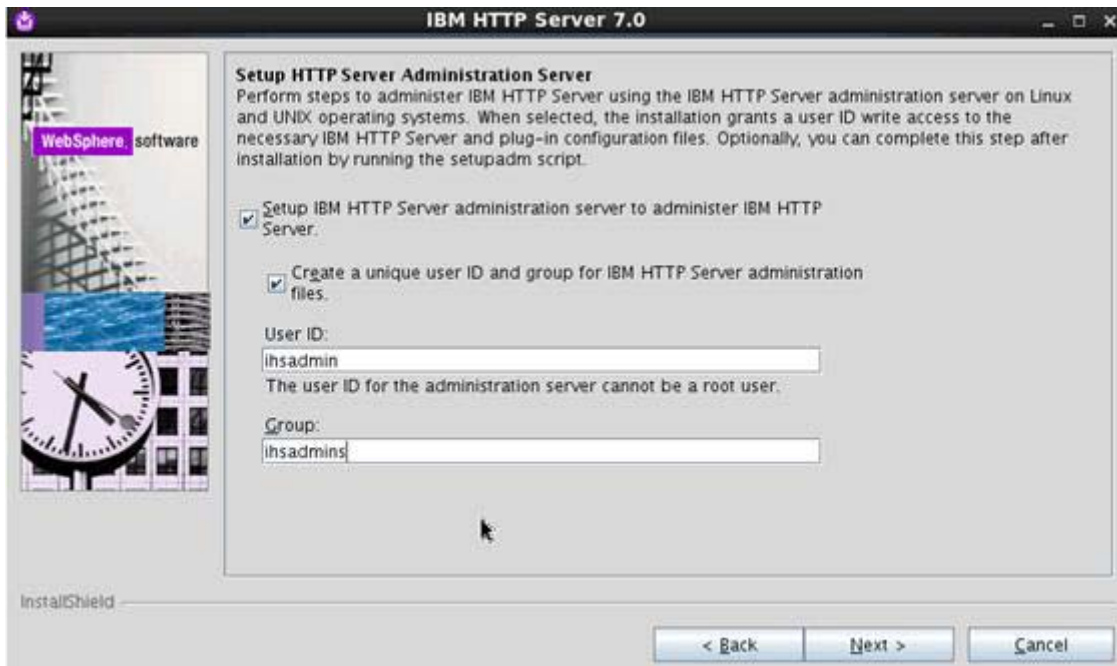 IBM HTTP Server 7.0
WebSphere. software
Setup HTTP Server Administration Server
Perform steps to administer IBM HTTP Server using the IBM HTTP Server administration server on Linux
and UNIX operating systems. When selected, the installation grants a user ID write access to the
necessary IBM HTTP Server and plug-in configuration files. Optionally, you can complete this step after
installation by running the setupadm script.
Setup IBM HTTP Server administration server to administer IBM HTTP
Server.
Create a unique user ID and group for IBM HTTP Server administration
files.
User ID:
ihsadmin
The user ID for the administration server cannot be a root user.
Group:
ihsadmins
InstallShield
< Back
Next >
Cancel